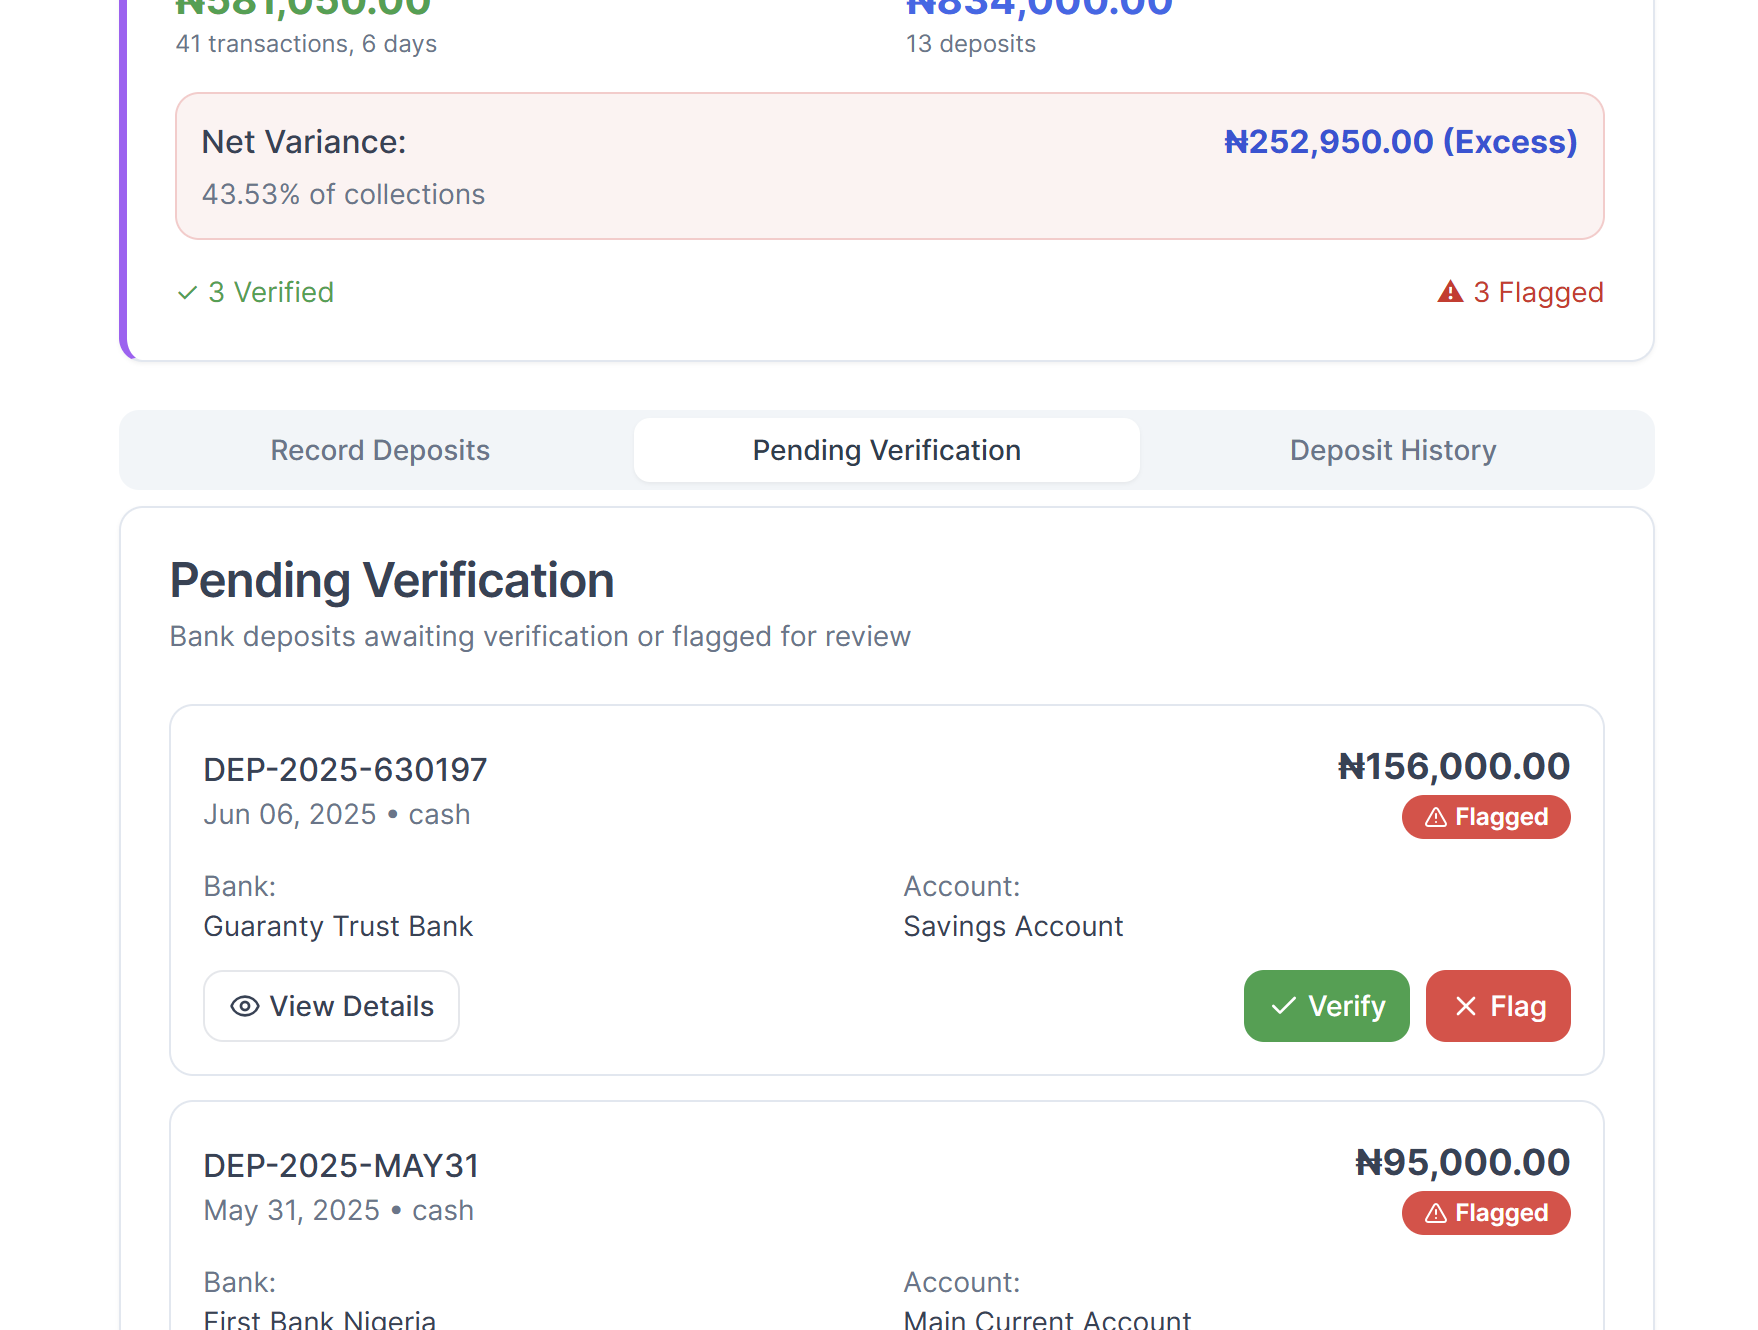 ₦581,050.00
₦834,000.00
41 transactions, 6 days
13 deposits
Net Variance:
₦252,950.00 (Excess)
43.53% of collections
3 Verified
3 Flagged
Record Deposits
Pending Verification
Deposit History
Pending Verification
Bank deposits awaiting verification or flagged for review
DEP-2025-630197
₦156,000.00
Jun 06, 2025 • cash
Flagged
Bank:
Account:
Guaranty Trust Bank
Savings Account
View Details
Verify
Flag
DEP-2025-MAY31
₦95,000.00
May 31, 2025 • cash
Flagged
Bank:
Account:
First Bank Nigeria
Main Current Account